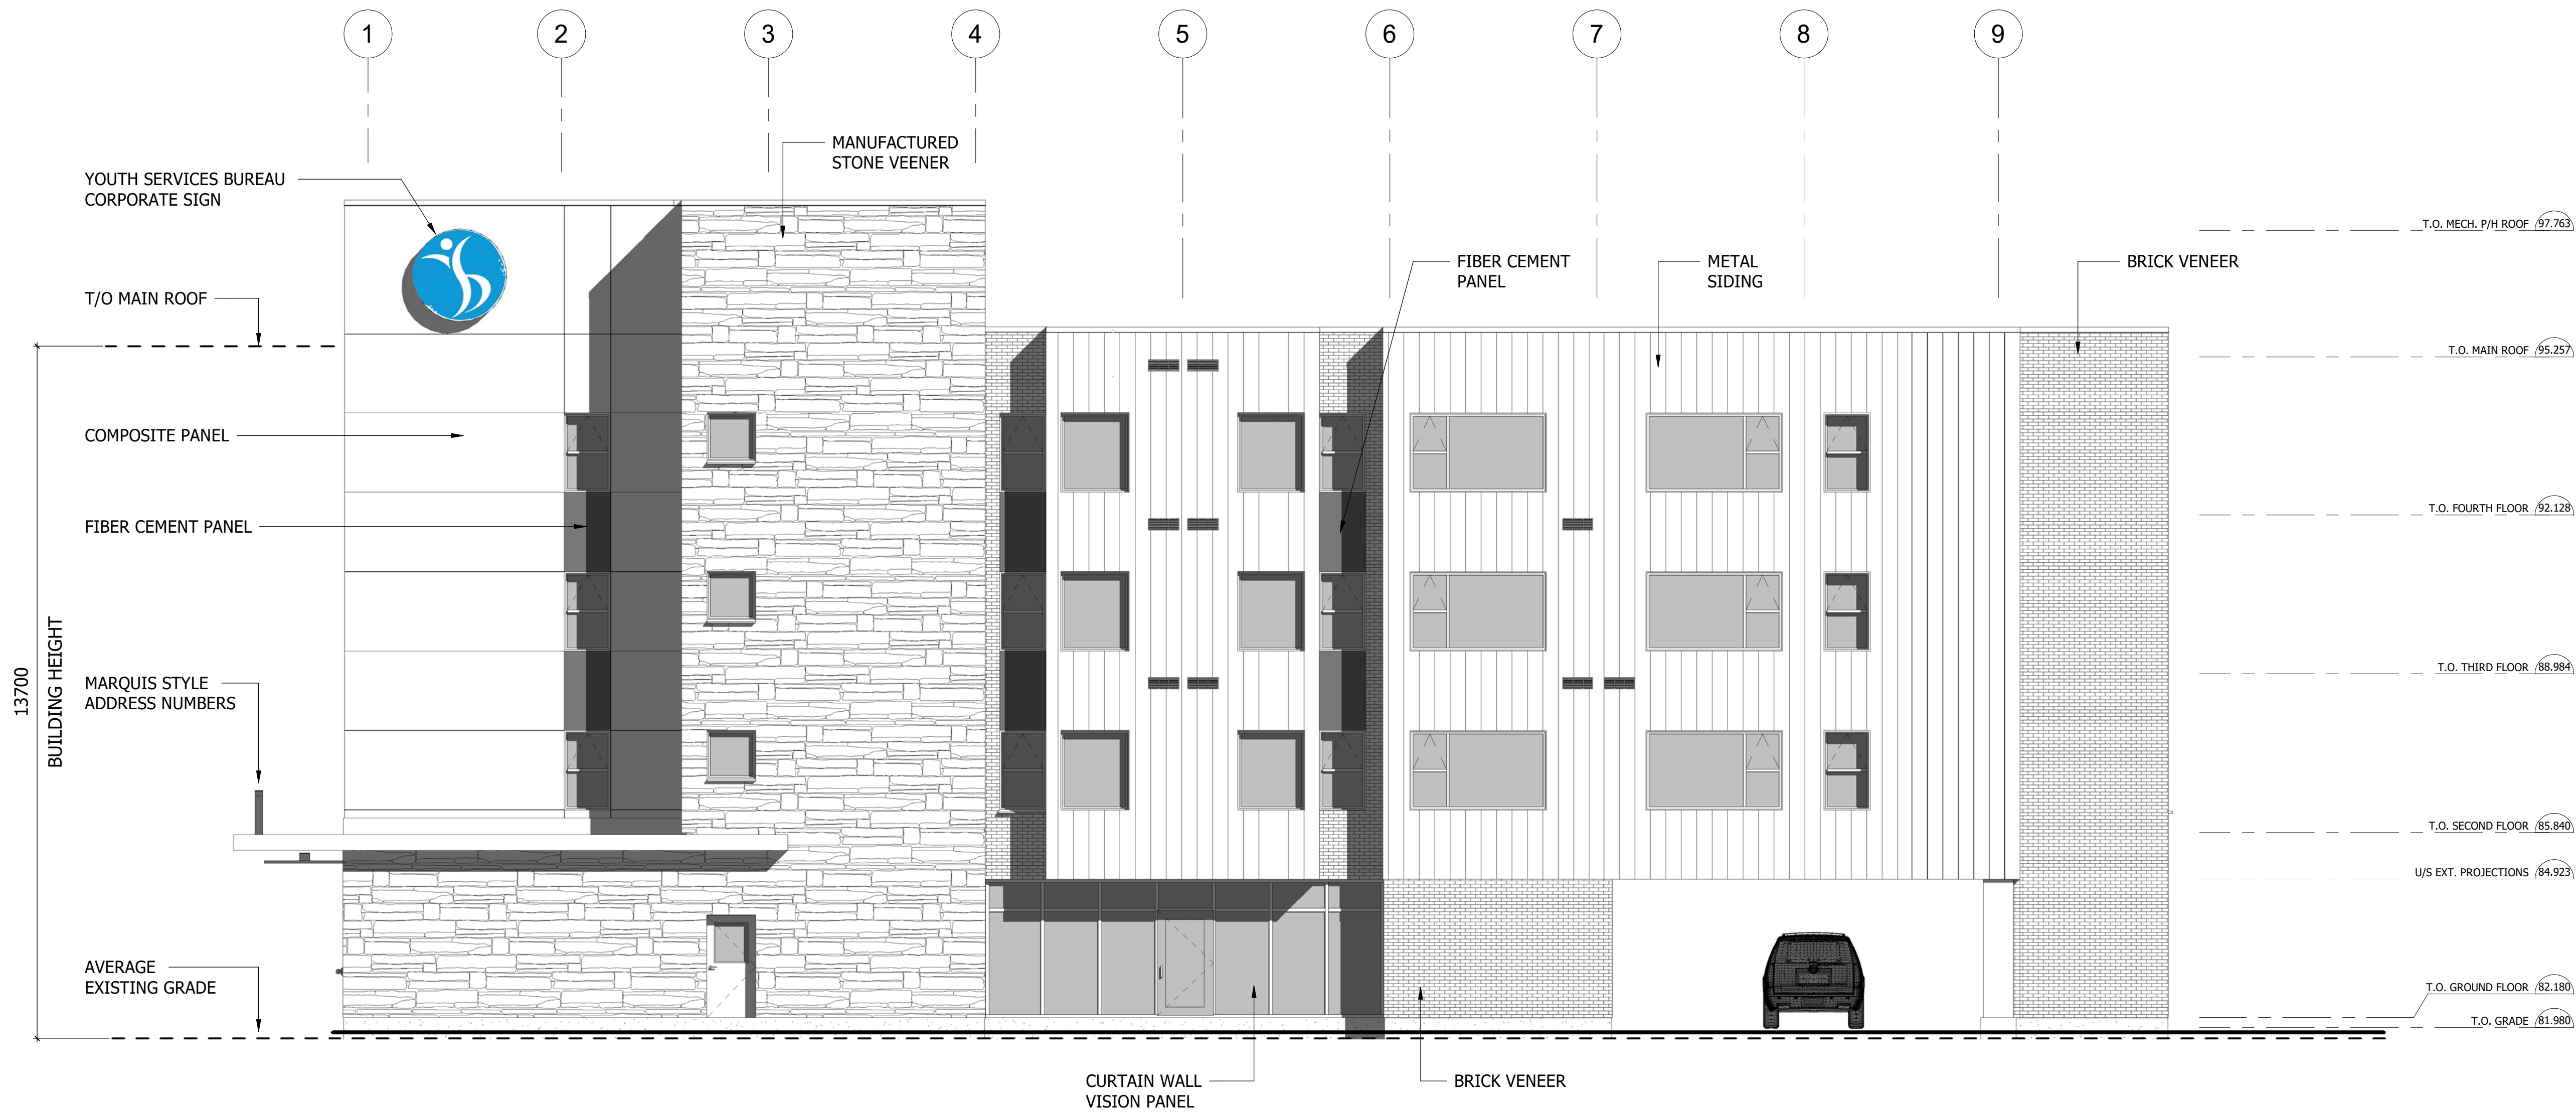 1
2
3
4
5
6
7
8
9
MANUFACTURED
STONE VEENER
YOUTH SERVICES BUREAU
CORPORATE SIGN
T.O. MECH. P/H ROOF 97.763
FIBER CEMENT
PANEL
METAL
SIDING
BRICK VENEER
T/O MAIN ROOF
T.O. MAIN ROOF 95.257
COMPOSITE PANEL
T.O. FOURTH FLOOR 92.128
FIBER CEMENT PANEL
13700
BUILDING HEIGHT
T.O. THIRD FLOOR 88.984
MARQUIS STYLE
ADDRESS NUMBERS
T.O. SECOND FLOOR 85.840
U/S EXT. PROJECTIONS 84.923
AVERAGE
EXISTING GRADE
T.O. GROUND FLOOR 82.180
T.O. GRADE 81.980
CURTAIN WALL
VISION PANEL
BRICK VENEER